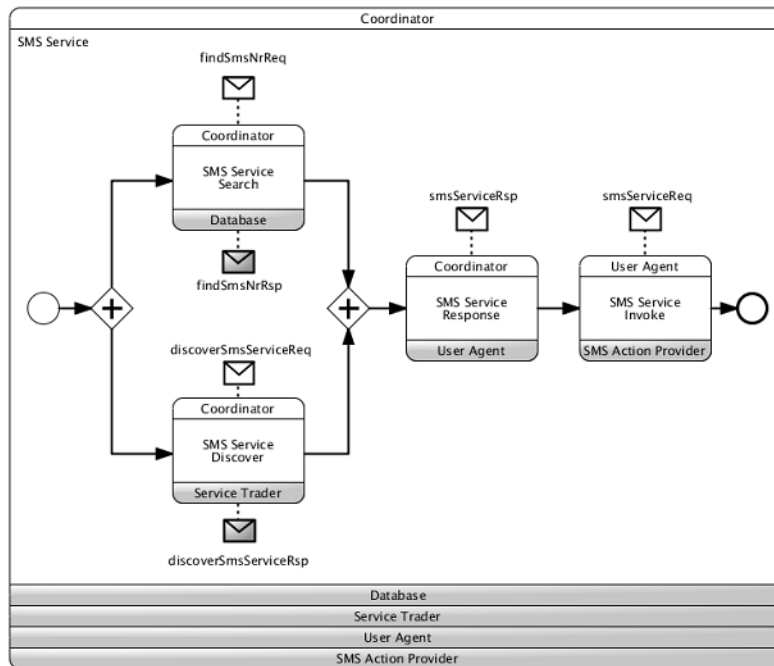 Coordinator
SMS Service
findSmsNrReq
Coordinator
SMS Service
Search
Database
findSmsNrRsp
discoverSmsServiceReq
Coordinator
SMS Service
Discover
Service Trader
discoverSmsServiceRsp
smsServiceRsp
Coordinator
SMS Service
Response
User Agent
smsServiceReq
User Agent
SMS Service
Invoke
SMS Action Provider
Database
Service Trader
User Agent
SMS Action Provider